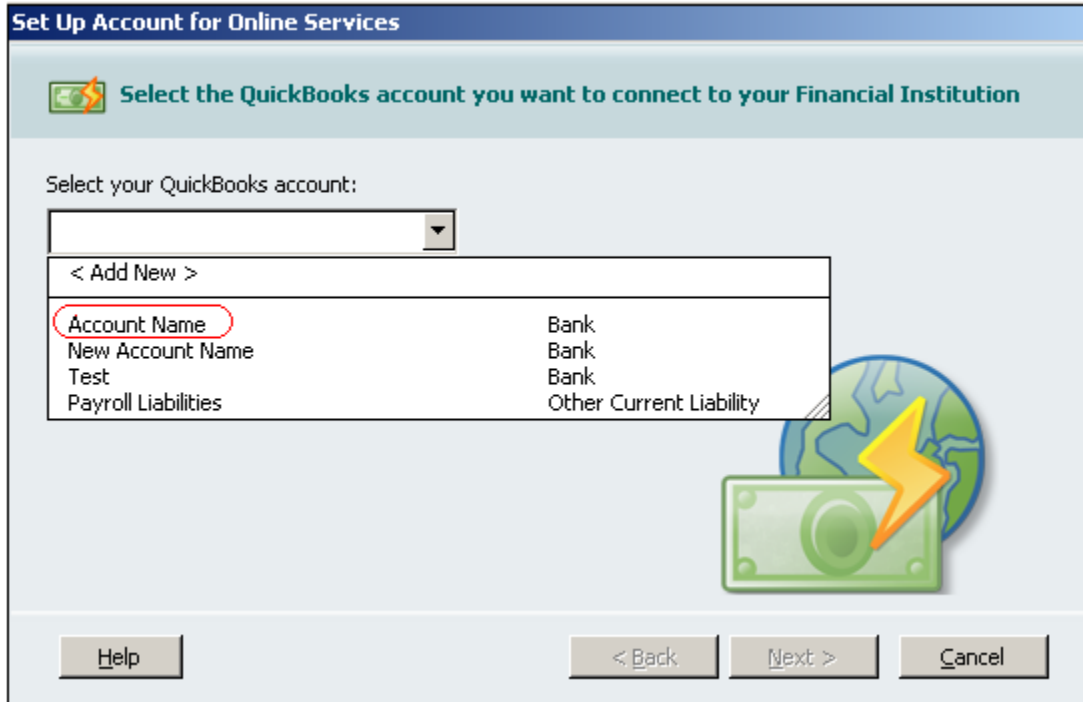 Set Up Account for Online Services
Select the QuickBooks account you want to connect to your Financial Institution
Select your QuickBooks account:
< Add New >
Account Name Bank
New Account Name Bank
Test Bank
Payroll Liabilities Other Current Liability
Help < Back Next > Cancel